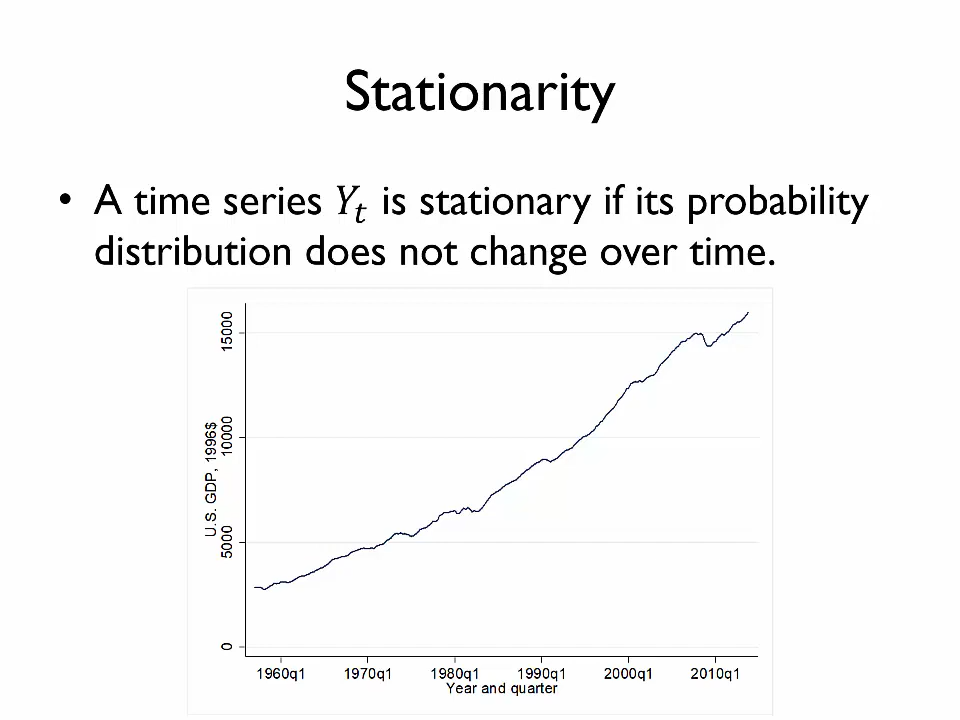 Stationarity
• A time series Yₜ is stationary if its probability
distribution does not change over time.
U.S. GDP, 1996$
15000
10000
5000
0
1960q1 1970q1 1980q1 1990q1 2000q1 2010q1
Year and quarter